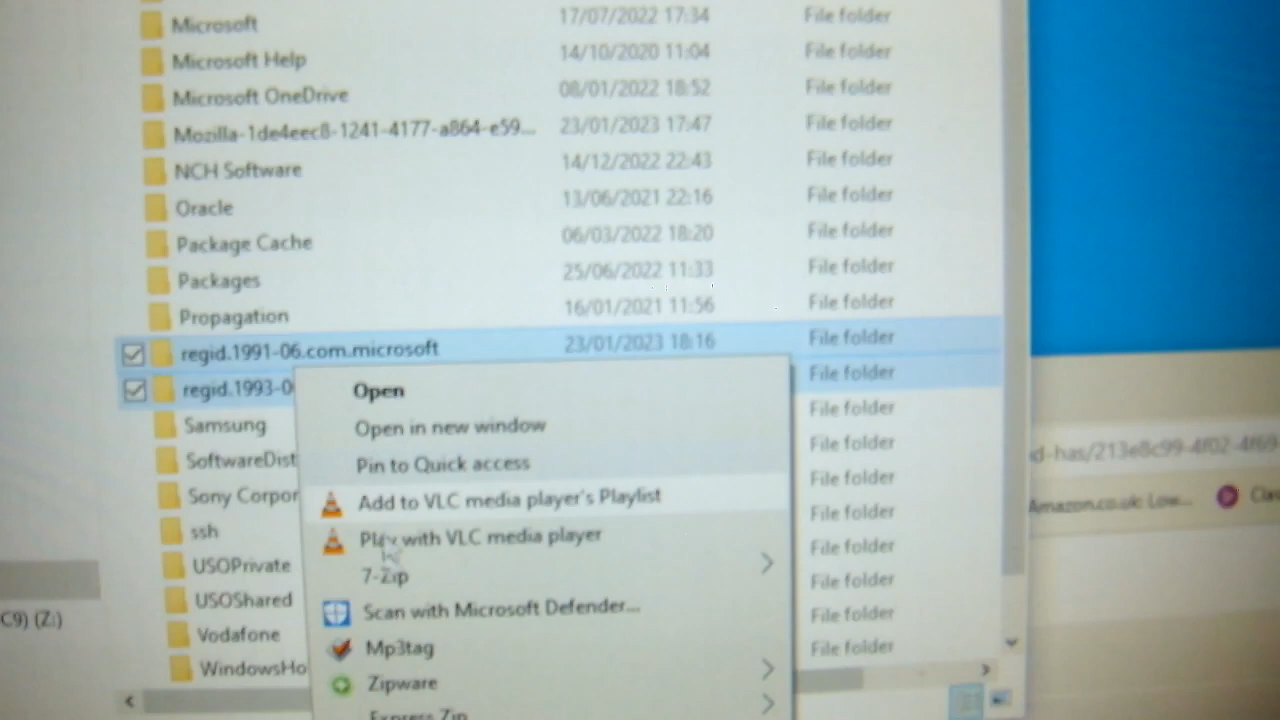 Microsoft 17/07/2022 17:34 File folder
Microsoft Help 14/10/2020 11:04 File folder
Microsoft OneDrive 08/01/2022 18:52 File folder
Mozilla-1de4eec8-1241-4177-a864-e59... 23/01/2023 17:47 File folder
NCH Software 14/12/2022 22:43 File folder
Oracle 13/06/2021 22:16 File folder
Package Cache 06/03/2022 18:20 File folder
Packages 25/06/2022 11:33 File folder
Propagation 16/01/2021 11:56 File folder
regid.1991-06.com.microsoft 23/01/2023 18:16 File folder
regid.1993-0 File folder
Samsung File folder
SoftwareDist File folder
Sony Corpor File folder
ssh File folder
USOPrivate File folder
USOShared File folder
Vodafone File folder
WindowsHo File folder
Open
Open in new window
Pin to Quick access
Add to VLC media player's Playlist
Play with VLC media player
7-Zip
Scan with Microsoft Defender...
Mp3tag
Zipware
Express Zip
C9) (Z:)
d-has/213e8c99-4f02-4f69
Amazon.co.uk: Low...
Clas